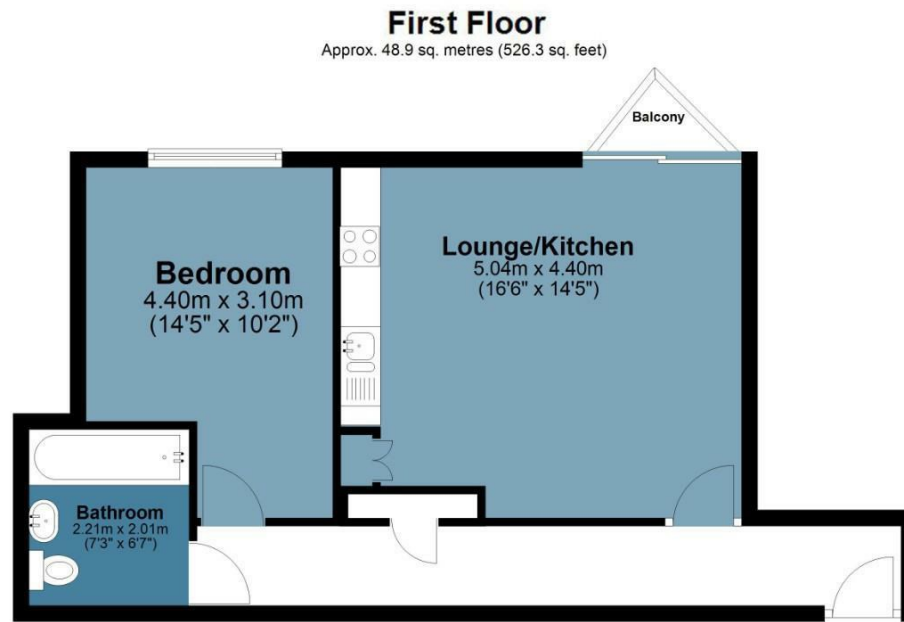 First Floor
Approx. 48.9 sq. metres (526.3 sq. feet)
Balcony
Bedroom
4.40m x 3.10m
(14'5" x 10'2")
Lounge/Kitchen
5.04m x 4.40m
(16'6" x 14'5")
Bathroom
2.21m x 2.01m
(7'3" x 6'7")